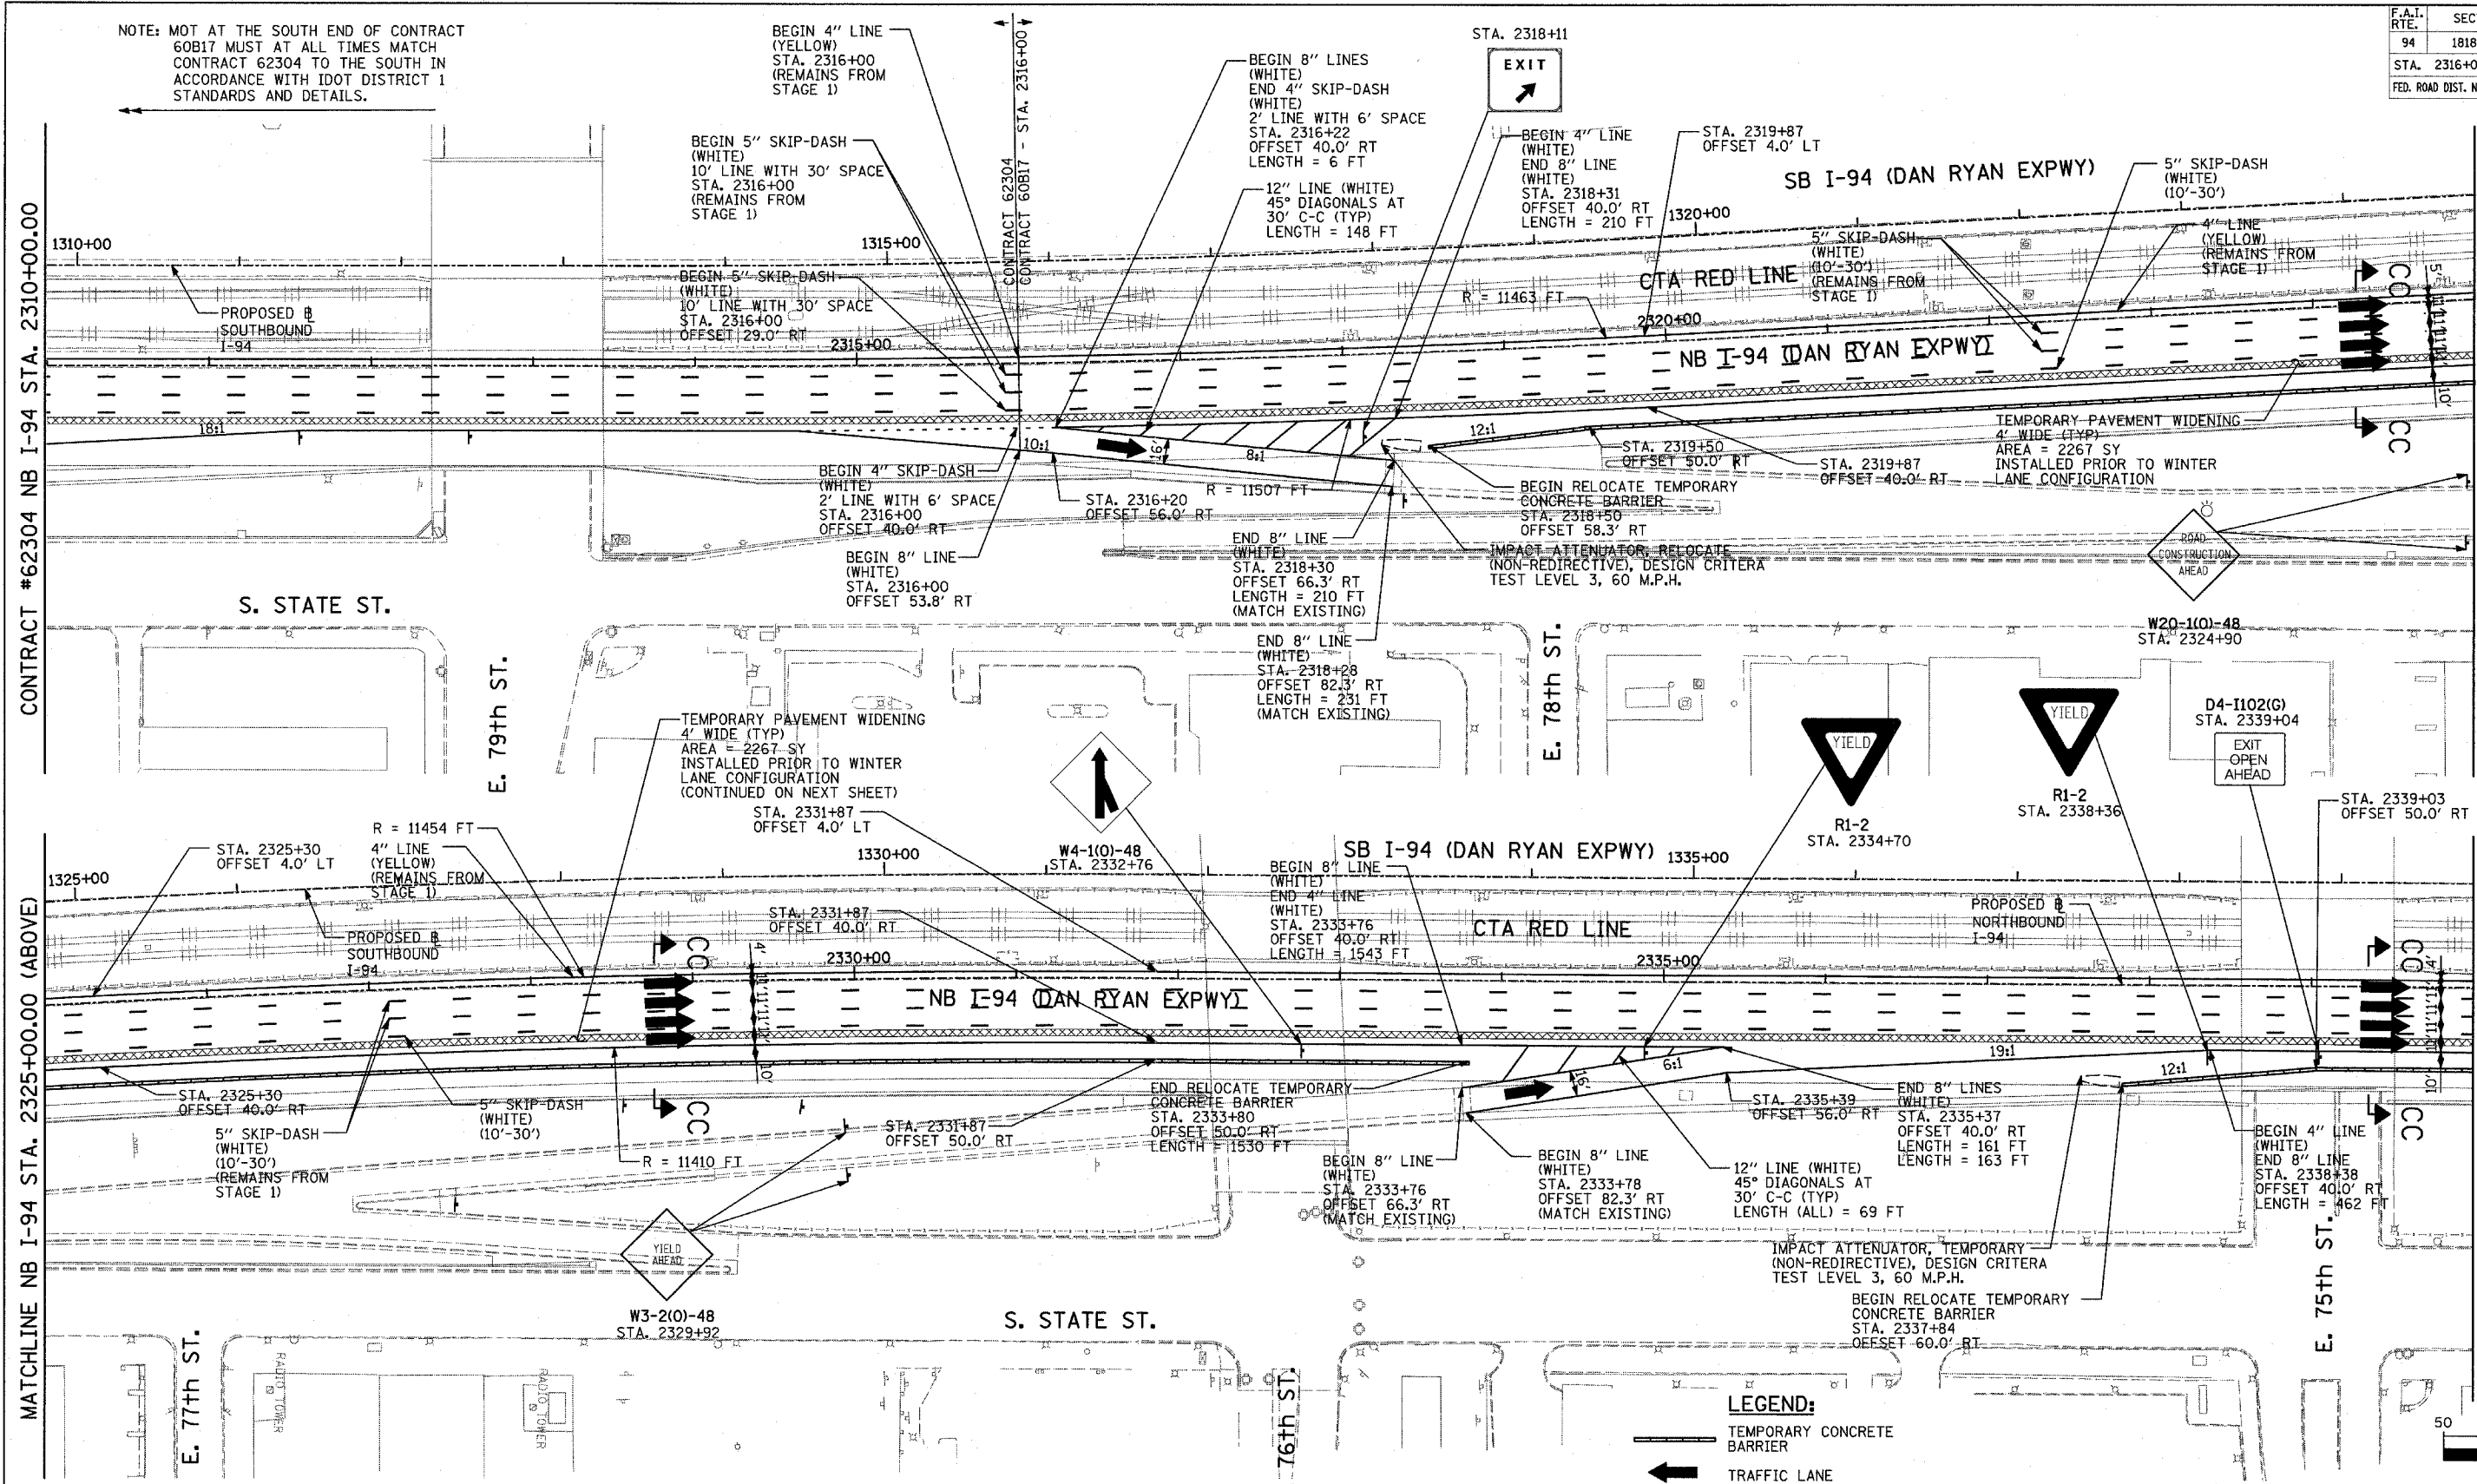 NOTE: MOT AT THE SOUTH END OF CONTRACT
60B17 MUST AT ALL TIMES MATCH
CONTRACT 62304 TO THE SOUTH IN
ACCORDANCE WITH IDOT DISTRICT 1
STANDARDS AND DETAILS.
F.A.I.
RTE.
SEC
94
1818
STA. 2316+0
FED. ROAD DIST. N
BEGIN 4" LINE
(YELLOW)
STA. 2316+00
(REMAINS FROM
STAGE 1)
BEGIN 5" SKIP-DASH
(WHITE)
10' LINE WITH 30' SPACE
STA. 2316+00
(REMAINS FROM
STAGE 1)
CONTRACT 62304
CONTRACT 60B17 - STA. 2316+00
BEGIN 8" LINES
(WHITE)
END 4" SKIP-DASH
(WHITE)
2' LINE WITH 6' SPACE
STA. 2316+22
OFFSET 40.0' RT
LENGTH = 6 FT
12" LINE (WHITE)
45° DIAGONALS AT
30' C-C (TYP)
LENGTH = 148 FT
STA. 2318+11
EXIT
BEGIN 4" LINE
(WHITE)
END 8" LINE
(WHITE)
STA. 2318+31
OFFSET 40.0' RT
LENGTH = 210 FT
STA. 2319+87
OFFSET 4.0' LT
SB I-94 (DAN RYAN EXPWY)
5" SKIP-DASH
(WHITE)
(10'-30')
CONTRACT #62304 NB I-94 STA. 2310+00.00
1310+00
1315+00
1320+00
PROPOSED ℄
SOUTHBOUND
I-94
BEGIN 5" SKIP-DASH
(WHITE)
10' LINE WITH 30' SPACE
STA. 2316+00
OFFSET 29.0' RT
2315+00
R = 11463 FT
CTA RED LINE
5" SKIP-DASH
(WHITE)
(10'-30')
(REMAINS FROM
STAGE 1)
4" LINE
(YELLOW)
(REMAINS FROM
STAGE 1)
2320+00
NB I-94 (DAN RYAN EXPWY)
CC
10'
CC
18:1
10:1
8:1
12:1
BEGIN 4" SKIP-DASH
(WHITE)
2' LINE WITH 6' SPACE
STA. 2316+00
OFFSET 40.0' RT
STA. 2316+20
OFFSET 56.0' RT
R = 11507 FT
BEGIN 8" LINE
(WHITE)
STA. 2316+00
OFFSET 53.8' RT
END 8" LINE
(WHITE)
STA. 2318+30
OFFSET 66.3' RT
LENGTH = 210 FT
(MATCH EXISTING)
END 8" LINE
(WHITE)
STA. 2318+28
OFFSET 82.3' RT
LENGTH = 231 FT
(MATCH EXISTING)
STA. 2319+50
OFFSET 50.0' RT
BEGIN RELOCATE TEMPORARY
CONCRETE BARRIER
STA. 2318+50
OFFSET 58.3' RT
IMPACT ATTENUATOR, RELOCATE
(NON-REDIRECTIVE), DESIGN CRITERA
TEST LEVEL 3, 60 M.P.H.
STA. 2319+87
OFFSET 40.0' RT
TEMPORARY PAVEMENT WIDENING
4' WIDE (TYP)
AREA = 2267 SY
INSTALLED PRIOR TO WINTER
LANE CONFIGURATION
ROAD
CONSTRUCTION
AHEAD
W20-1(O)-48
STA. 2324+90
S. STATE ST.
E. 79th ST.
E. 78th ST.
MATCHLINE NB I-94 STA. 2325+00.00 (ABOVE)
TEMPORARY PAVEMENT WIDENING
4' WIDE (TYP)
AREA = 2267 SY
INSTALLED PRIOR TO WINTER
LANE CONFIGURATION
(CONTINUED ON NEXT SHEET)
W4-1(O)-48
STA. 2332+76
YIELD
R1-2
STA. 2334+70
YIELD
R1-2
STA. 2338+36
D4-I102(G)
STA. 2339+04
EXIT
OPEN
AHEAD
STA. 2339+03
OFFSET 50.0' RT
1325+00
STA. 2325+30
OFFSET 4.0' LT
R = 11454 FT
4" LINE
(YELLOW)
(REMAINS FROM
STAGE 1)
STA. 2331+87
OFFSET 4.0' LT
1330+00
SB I-94 (DAN RYAN EXPWY)
1335+00
PROPOSED ℄
SOUTHBOUND
I-94
STA. 2331+87
OFFSET 40.0' RT
BEGIN 8" LINE
(WHITE)
END 4" LINE
(WHITE)
STA. 2333+76
OFFSET 40.0' RT
LENGTH = 1543 FT
CTA RED LINE
PROPOSED ℄
NORTHBOUND
I-94
CC
4'
10'
CC
2330+00
2335+00
NB I-94 (DAN RYAN EXPWY)
CC
4'
10'
CC
STA. 2325+30
OFFSET 40.0' RT
5" SKIP-DASH
(WHITE)
(10'-30')
(REMAINS FROM
STAGE 1)
5" SKIP-DASH
(WHITE)
(10'-30')
R = 11410 FT
STA. 2331+87
OFFSET 50.0' RT
END RELOCATE TEMPORARY
CONCRETE BARRIER
STA. 2333+80
OFFSET 50.0' RT
LENGTH = 1530 FT
16'
6:1
19:1
12:1
BEGIN 8" LINE
(WHITE)
STA. 2333+76
OFFSET 66.3' RT
(MATCH EXISTING)
BEGIN 8" LINE
(WHITE)
STA. 2333+78
OFFSET 82.3' RT
(MATCH EXISTING)
STA. 2335+39
OFFSET 56.0' RT
12" LINE (WHITE)
45° DIAGONALS AT
30' C-C (TYP)
LENGTH (ALL) = 69 FT
END 8" LINES
(WHITE)
STA. 2335+37
OFFSET 40.0' RT
LENGTH = 161 FT
LENGTH = 163 FT
BEGIN 4" LINE
(WHITE)
END 8" LINE
STA. 2338+38
OFFSET 40.0' RT
LENGTH = 462 FT
YIELD
AHEAD
W3-2(O)-48
STA. 2329+92
IMPACT ATTENUATOR, TEMPORARY
(NON-REDIRECTIVE), DESIGN CRITERA
TEST LEVEL 3, 60 M.P.H.
BEGIN RELOCATE TEMPORARY
CONCRETE BARRIER
STA. 2337+84
OFFSET 60.0' RT
S. STATE ST.
E. 77th ST.
RADIO TOWER
RADIO TOWER
76th ST.
E. 75th ST.
LEGEND:
TEMPORARY CONCRETE
BARRIER
TRAFFIC LANE
50